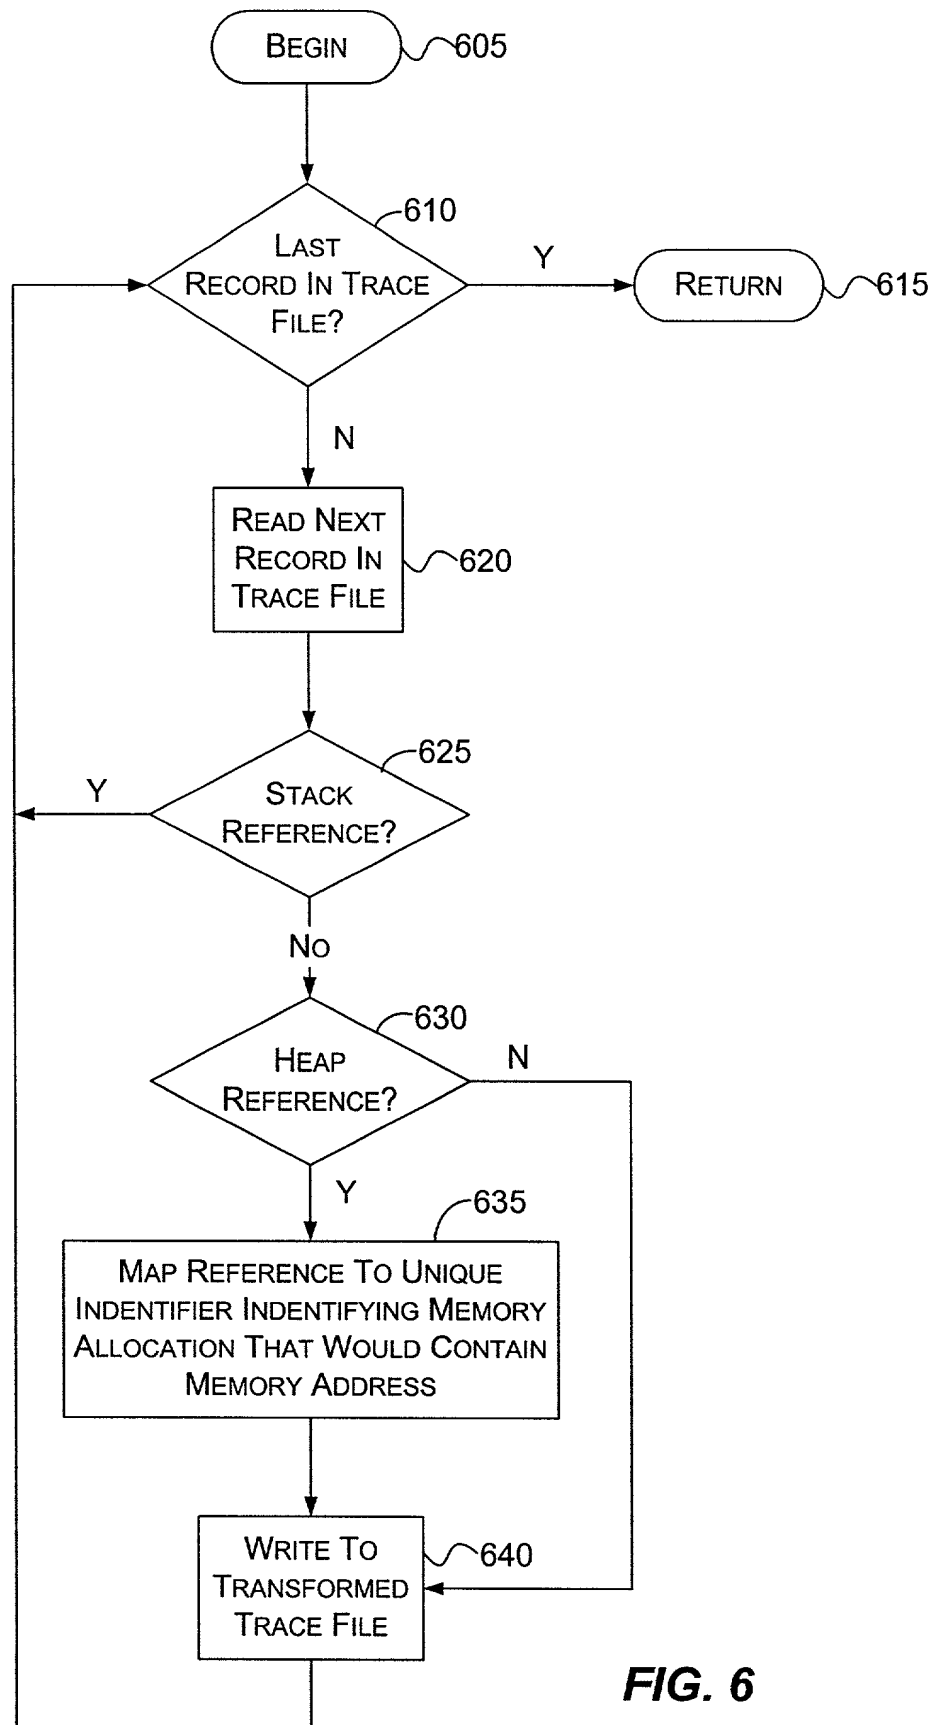 BEGIN
605
610
LAST
RECORD IN TRACE
FILE?
Y
RETURN
615
N
READ NEXT
RECORD IN
TRACE FILE
620
625
Y
STACK
REFERENCE?
NO
630
HEAP
REFERENCE?
N
Y
635
MAP REFERENCE TO UNIQUE
INDENTIFIER INDENTIFYING MEMORY
ALLOCATION THAT WOULD CONTAIN
MEMORY ADDRESS
WRITE TO
TRANSFORMED
TRACE FILE
640
FIG. 6